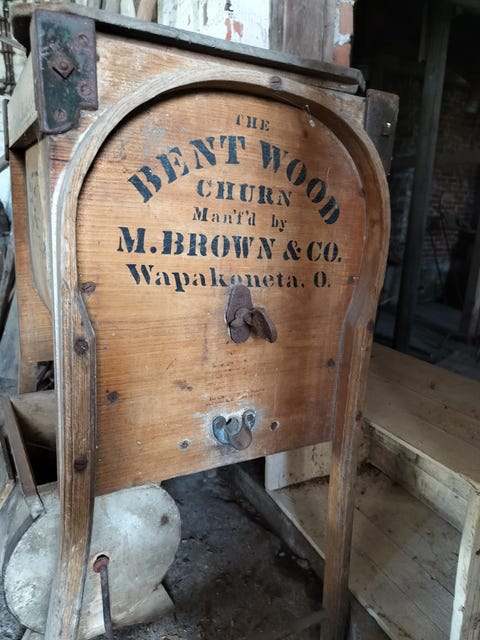 THE
BENT WOOD
CHURN
Man'f'd by
M. BROWN & CO.
Wapakoneta, O.